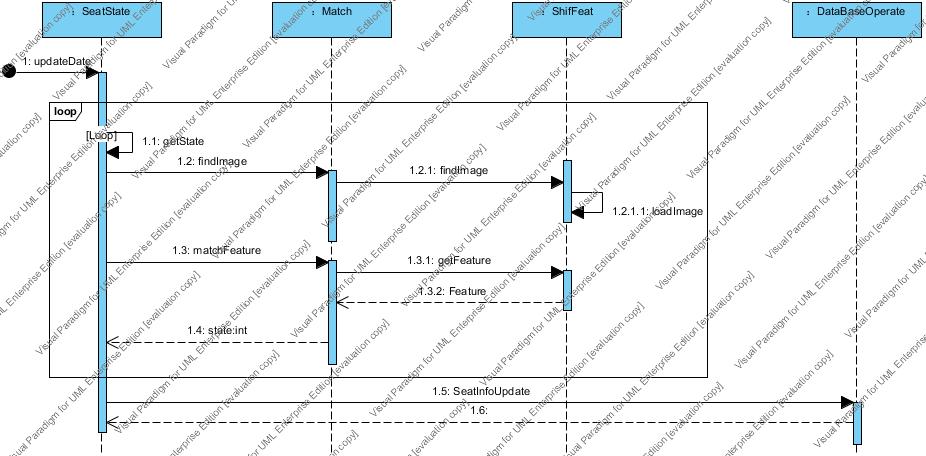 : SeatState
: Match
: ShifFeat
: DataBaseOperate
1: updateDate
loop
[Loop]
1.1: getState
1.2: findImage
1.2.1: findImage
1.2.1.1: loadImage
1.3: matchFeature
1.3.1: getFeature
1.3.2: Feature
1.4: state:int
1.5: SeatInfoUpdate
1.6:
Visual Paradigm for UML Enterprise Edition [evaluation copy]